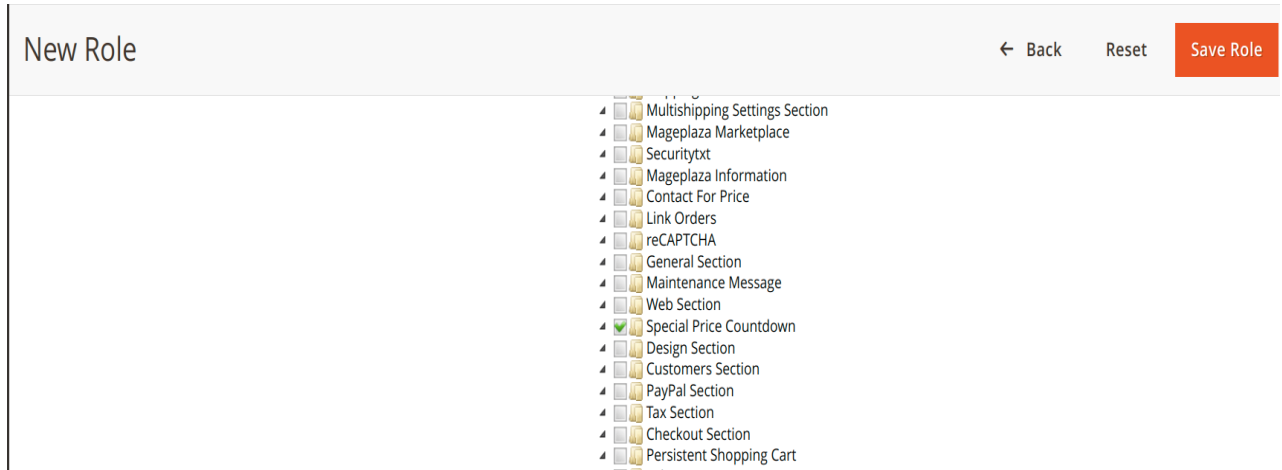 New Role
← Back
Reset
Save Role
Multishipping Settings Section
Mageplaza Marketplace
Securitytxt
Mageplaza Information
Contact For Price
Link Orders
reCAPTCHA
General Section
Maintenance Message
Web Section
Special Price Countdown
Design Section
Customers Section
PayPal Section
Tax Section
Checkout Section
Persistent Shopping Cart